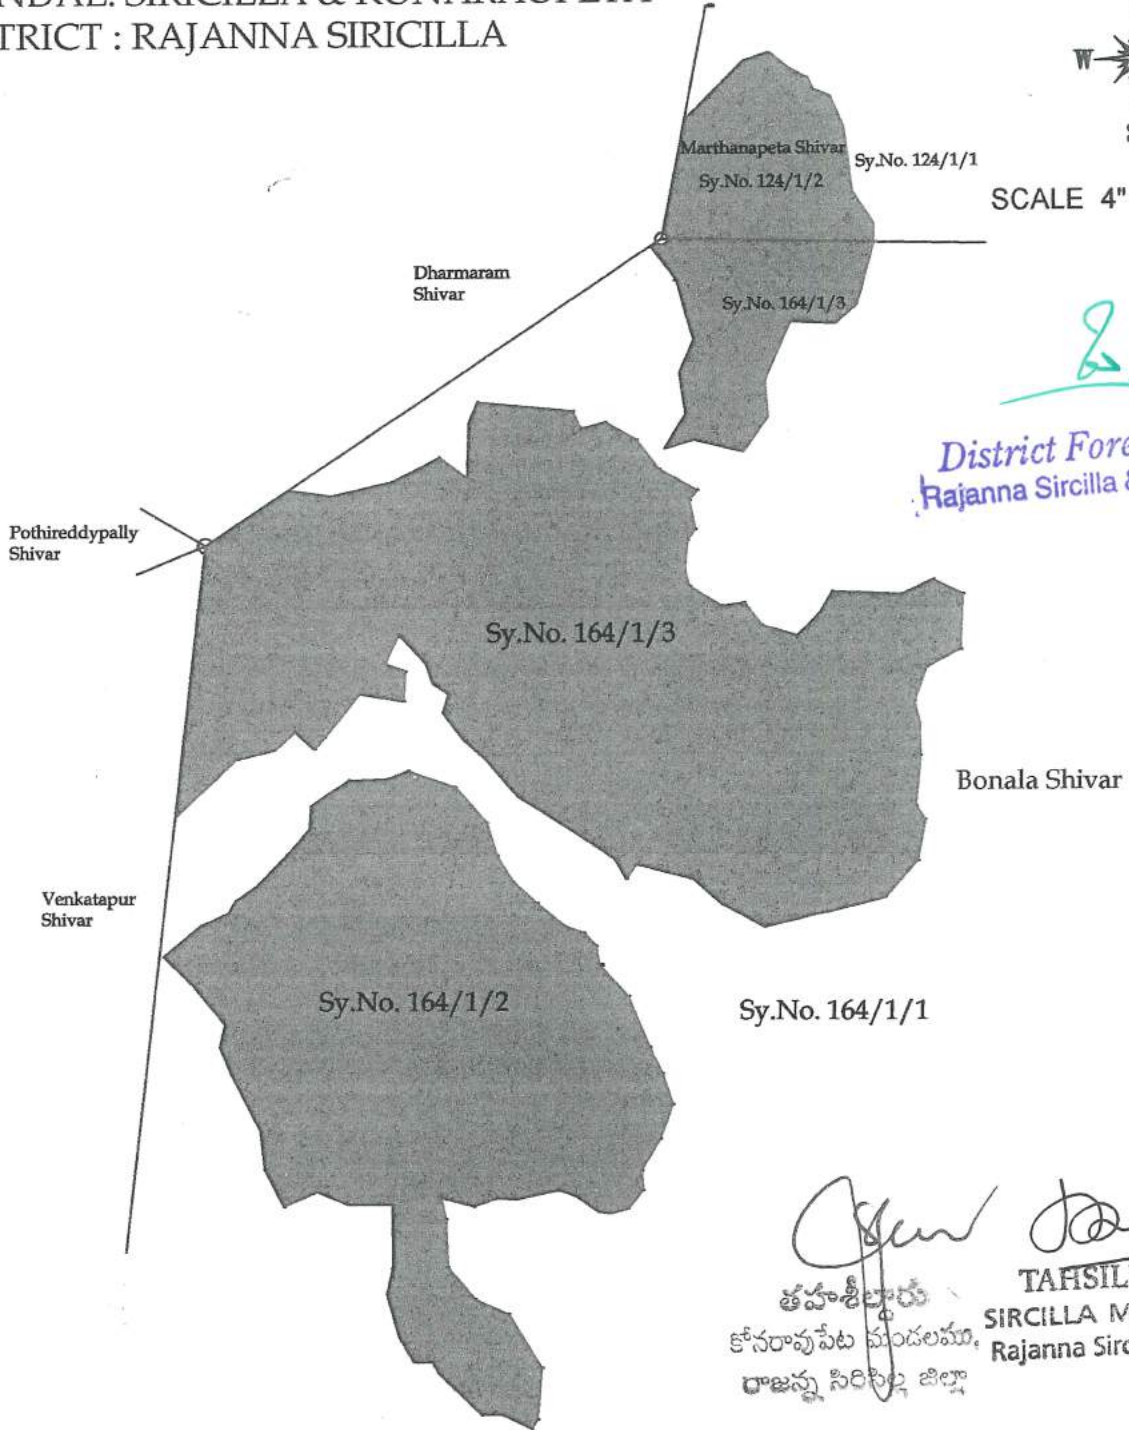 SIRICILLA &
TRICT : RAJANNA SIRICILLA
W
SCALE 4"
Marthanapeta Shivar
Sy.No. 124/1/2
Sy.No. 124/1/1
Dharmaram
Shivar
Sy.No. 164/1/3
District
Rajanna Sircilla &
Pothireddypally
Shivar
Sy.No. 164/1/3
Bonala Shivar
Venkatapur
Shivar
Sy.No. 164/1/2
Sy.No. 164/1/1
తహశీల్దారు
కోనరావుపేట మండలము,
రాజన్న సిరిసిల్ల జిల్లా
TAHSIL
SIRCILLA M
Rajanna Sirc